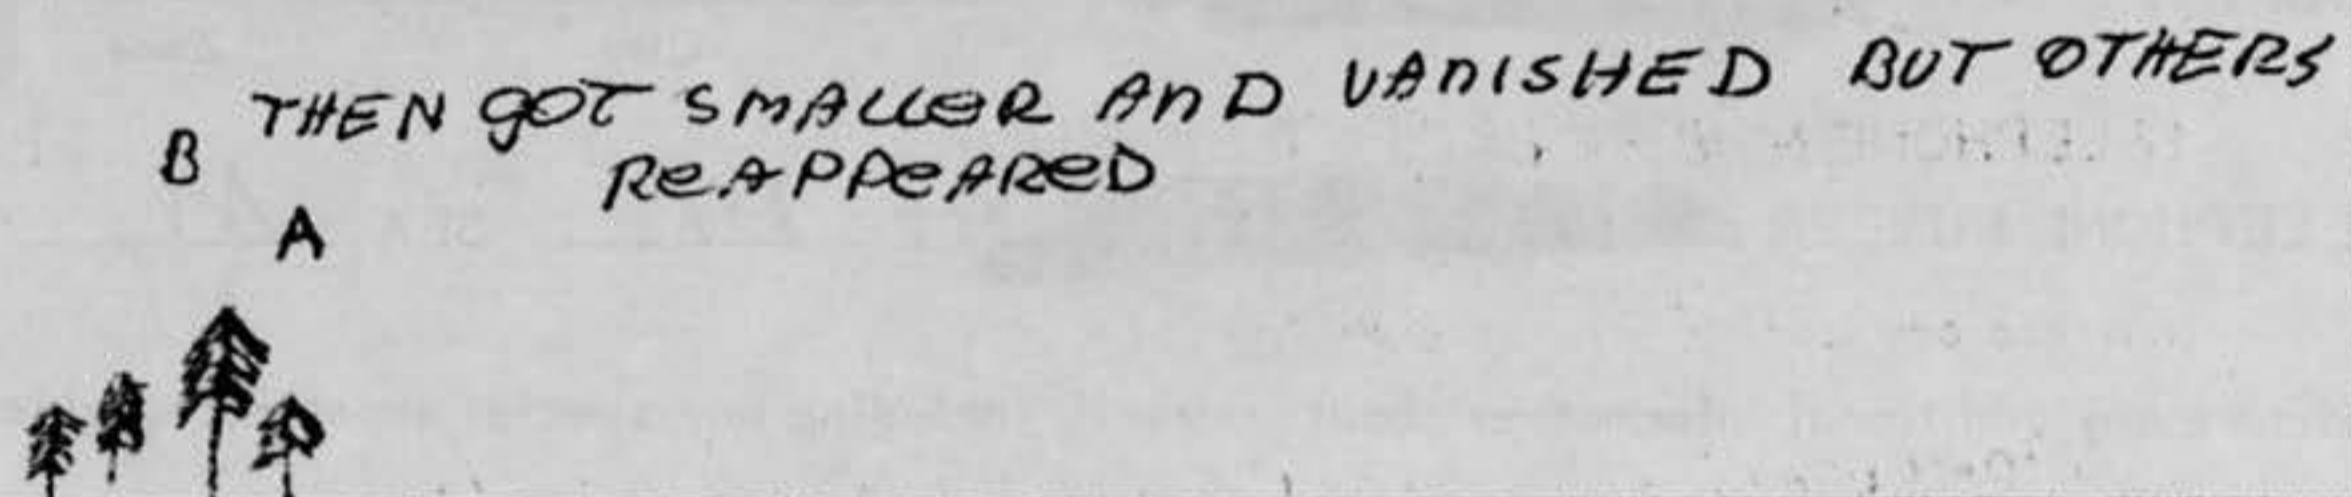 THEN gOT SMALLER AND VANISHED BUT OTHERS
B
REAPPEARED
A